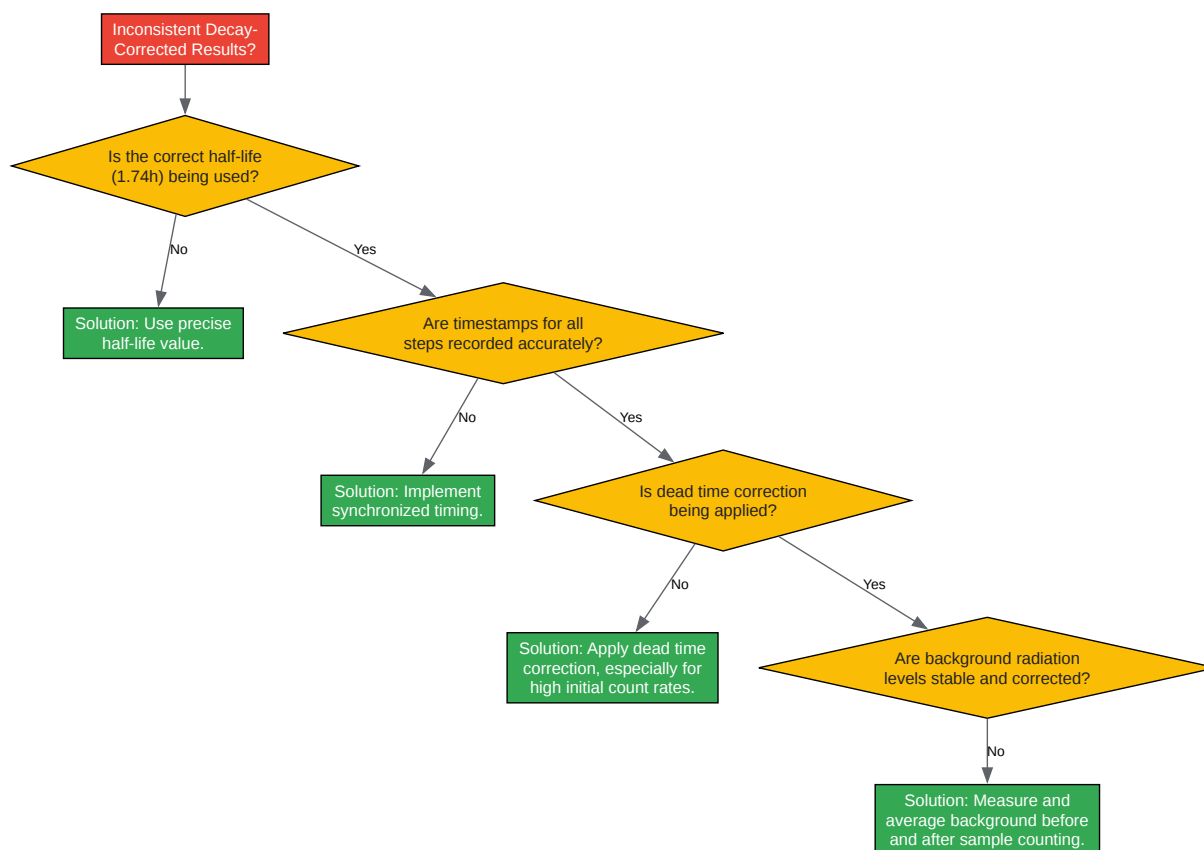 Inconsistent Decay-
Corrected Results?
Is the correct half-life
(1.74h) being used?
No
Yes
Solution: Use precise
half-life value.
Are timestamps for all
steps recorded accurately?
No
Yes
Solution: Implement
synchronized timing.
Is dead time correction
being applied?
No
Yes
Solution: Apply dead time
correction, especially for
high initial count rates.
Are background radiation
levels stable and corrected?
No
Solution: Measure and
average background before
and after sample counting.